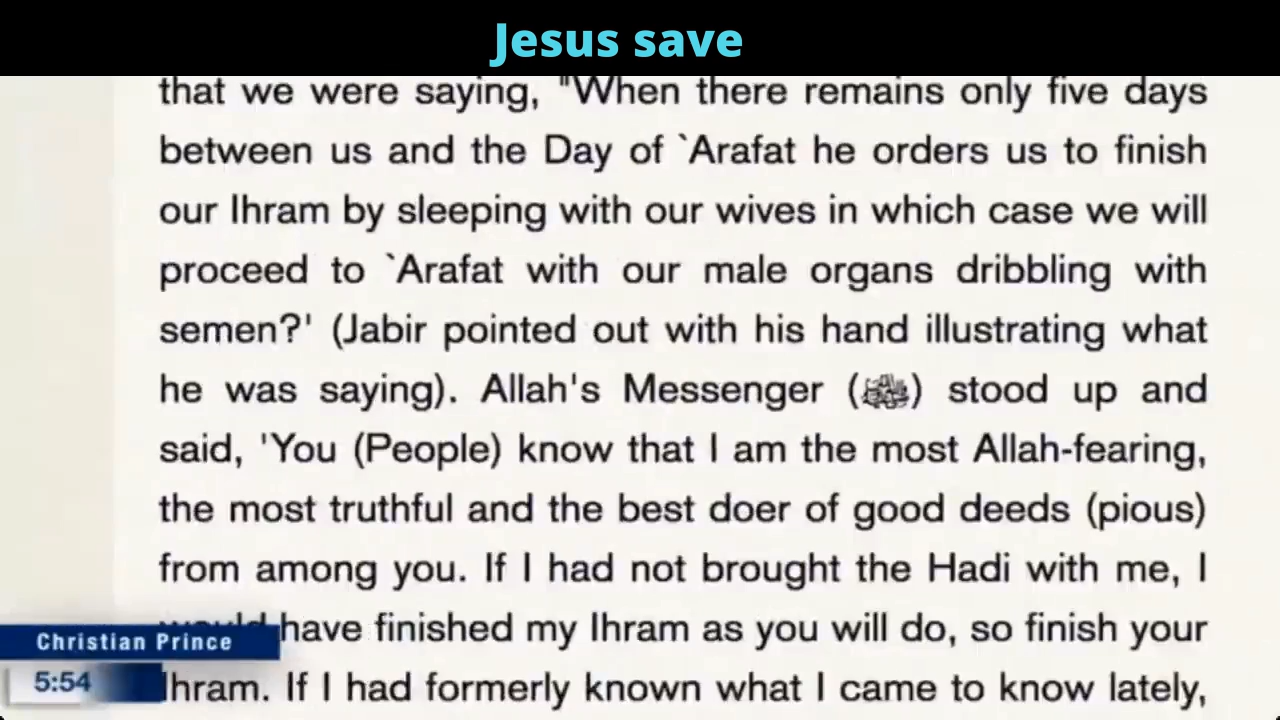 Jesus save
that we were saying, "When there remains only five days
between us and the Day of `Arafat he orders us to finish
our Ihram by sleeping with our wives in which case we will
proceed to `Arafat with our male organs dribbling with
semen?' (Jabir pointed out with his hand illustrating what
he was saying). Allah's Messenger (ﷺ) stood up and
said, 'You (People) know that I am the most Allah-fearing,
the most truthful and the best doer of good deeds (pious)
from among you. If I had not brought the Hadi with me, I
would have finished my Ihram as you will do, so finish your
Ihram. If I had formerly known what I came to know lately,
Christian Prince
5:54